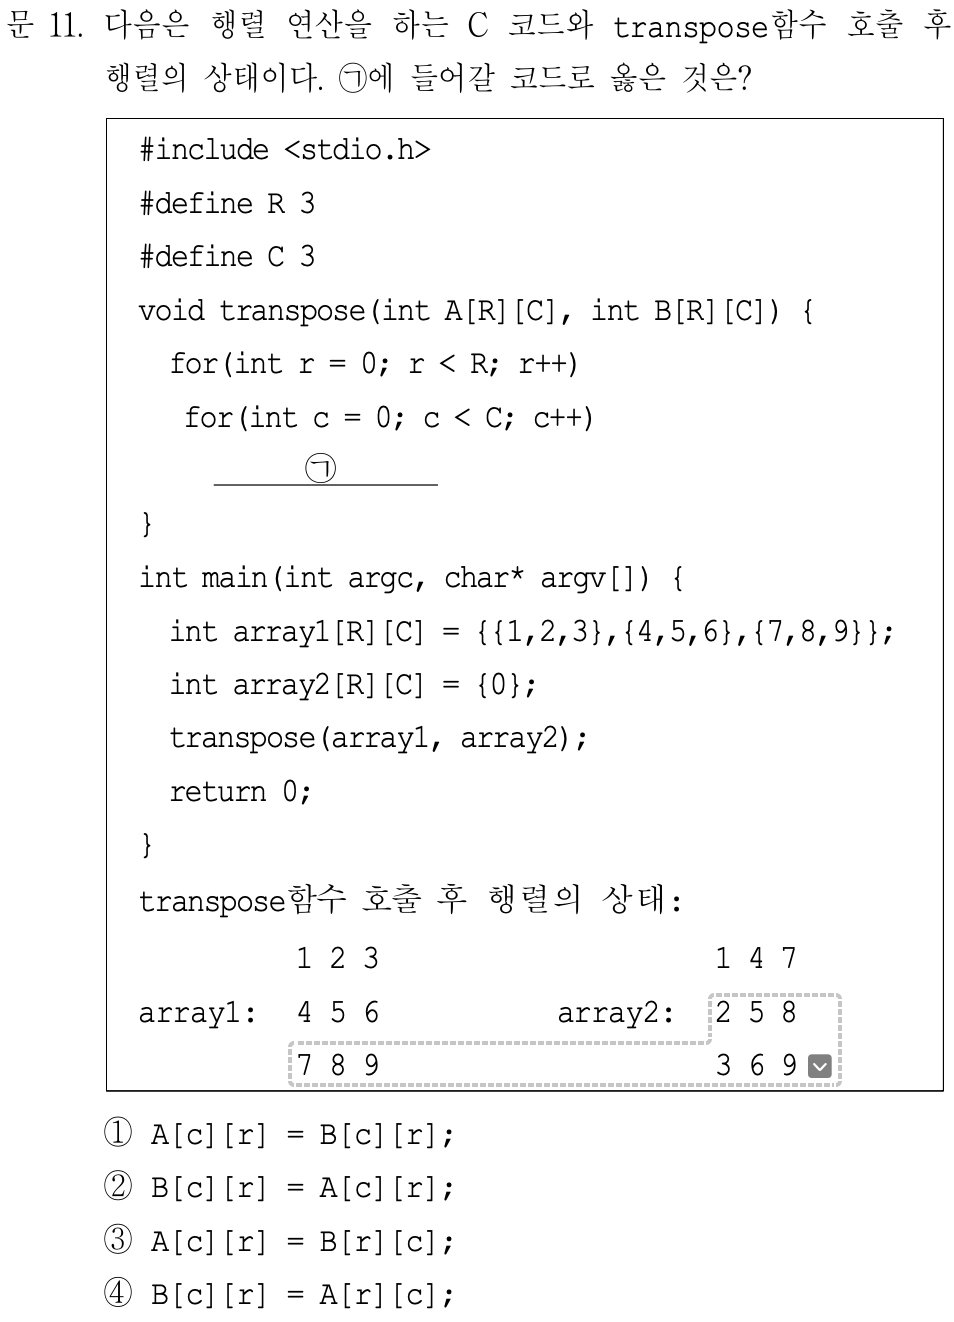 문 11. 다음은 행렬 연산을 하는 C 코드와 transpose함수 호출 후
행렬의 상태이다. ㉠에 들어갈 코드로 옳은 것은?
#include <stdio.h>
#define R 3
#define C 3
void transpose(int A[R][C], int B[R][C]) {
for(int r = 0; r < R; r++)
for(int c = 0; c < C; c++)
㉠
}
int main(int argc, char* argv[]) {
int array1[R][C] = {{1,2,3},{4,5,6},{7,8,9}};
int array2[R][C] = {0};
transpose(array1, array2);
return 0;
}
transpose함수 호출 후 행렬의 상태:
1 2 3 1 4 7
array1: 4 5 6 array2: 2 5 8
7 8 9 3 6 9
① A[c][r] = B[c][r];
② B[c][r] = A[c][r];
③ A[c][r] = B[r][c];
④ B[c][r] = A[r][c];